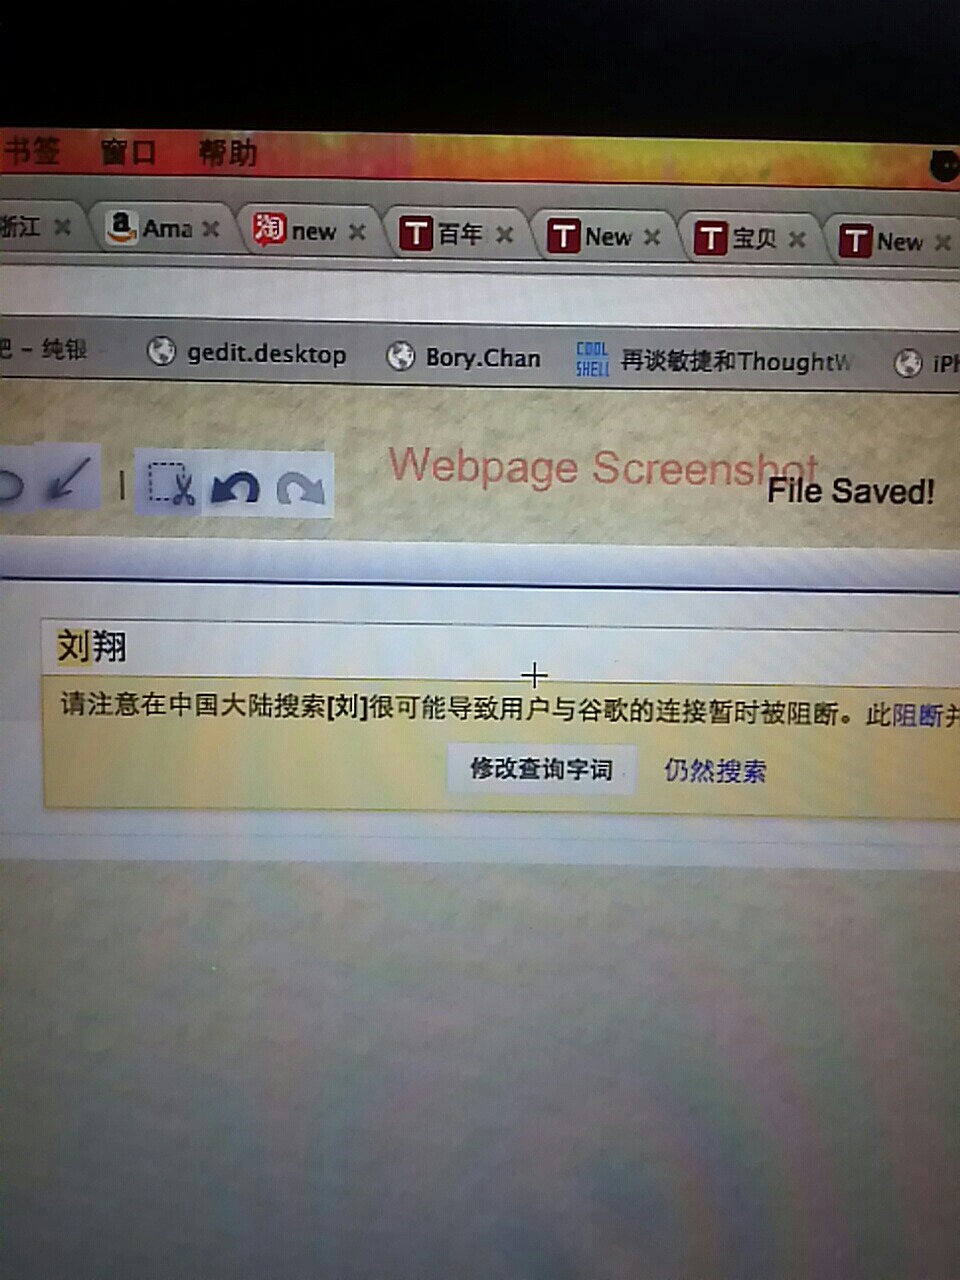 书签 窗口 帮助
浙江 Ama 淘 new 百年 New 宝贝 New
吧 - 纯银 gedit.desktop Bory.Chan COOL SHELL 再谈敏捷和ThoughtW iPh
Webpage Screenshot
File Saved!
刘翔
请注意在中国大陆搜索[刘]很可能导致用户与谷歌的连接暂时被阻断。此阻断并
修改查询字词 仍然搜索